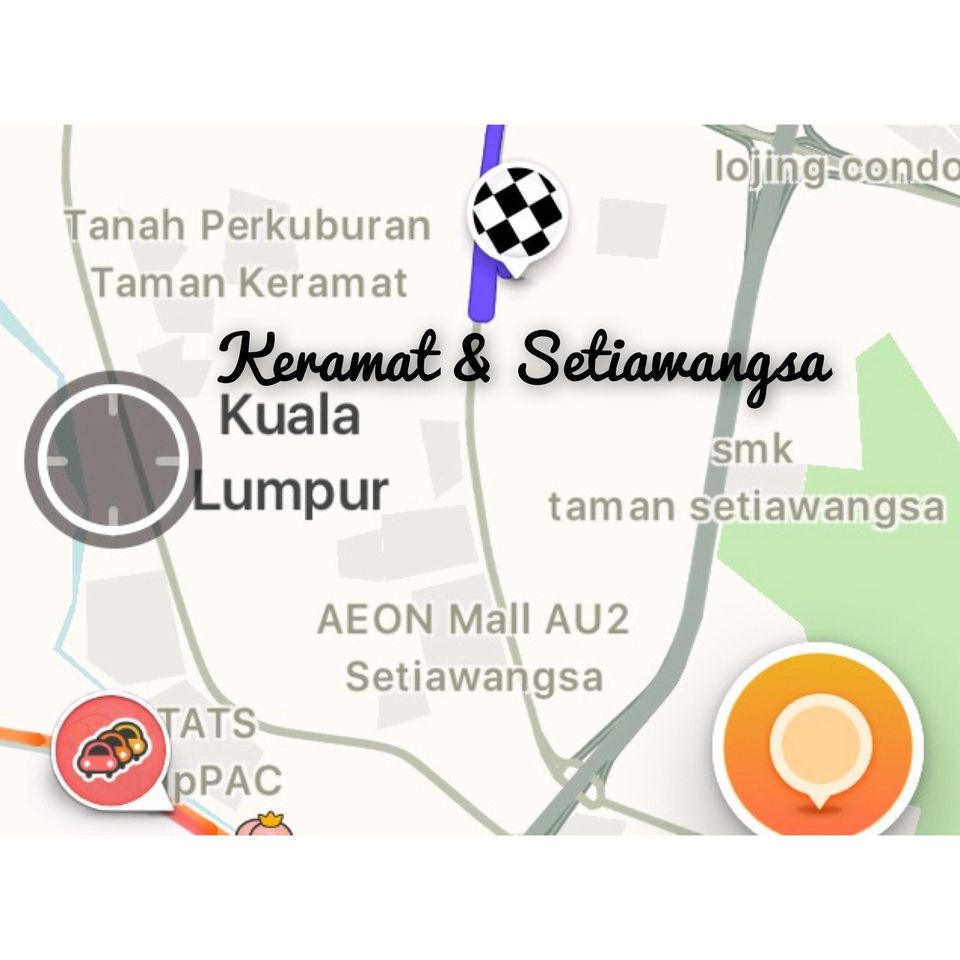 lojing condo
Tanah Perkuburan
Taman Keramat
Keramat & Setiawangsa
Kuala
Lumpur
smk
taman setiawangsa
AEON Mall AU2
Setiawangsa
TATS
pPAC